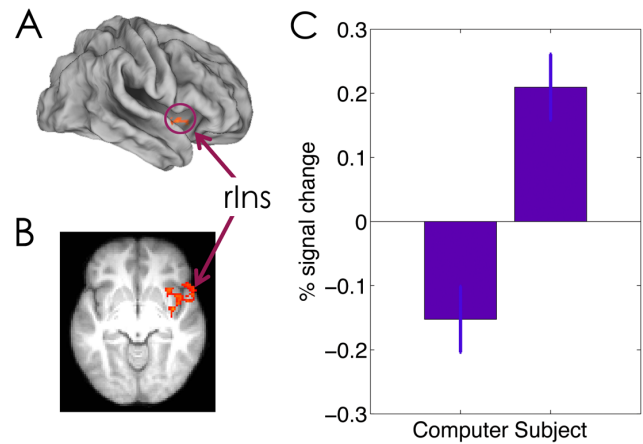 A
rIns
B
C
% signal change
0.3
0.2
0.1
0
-0.1
-0.2
-0.3
Computer Subject